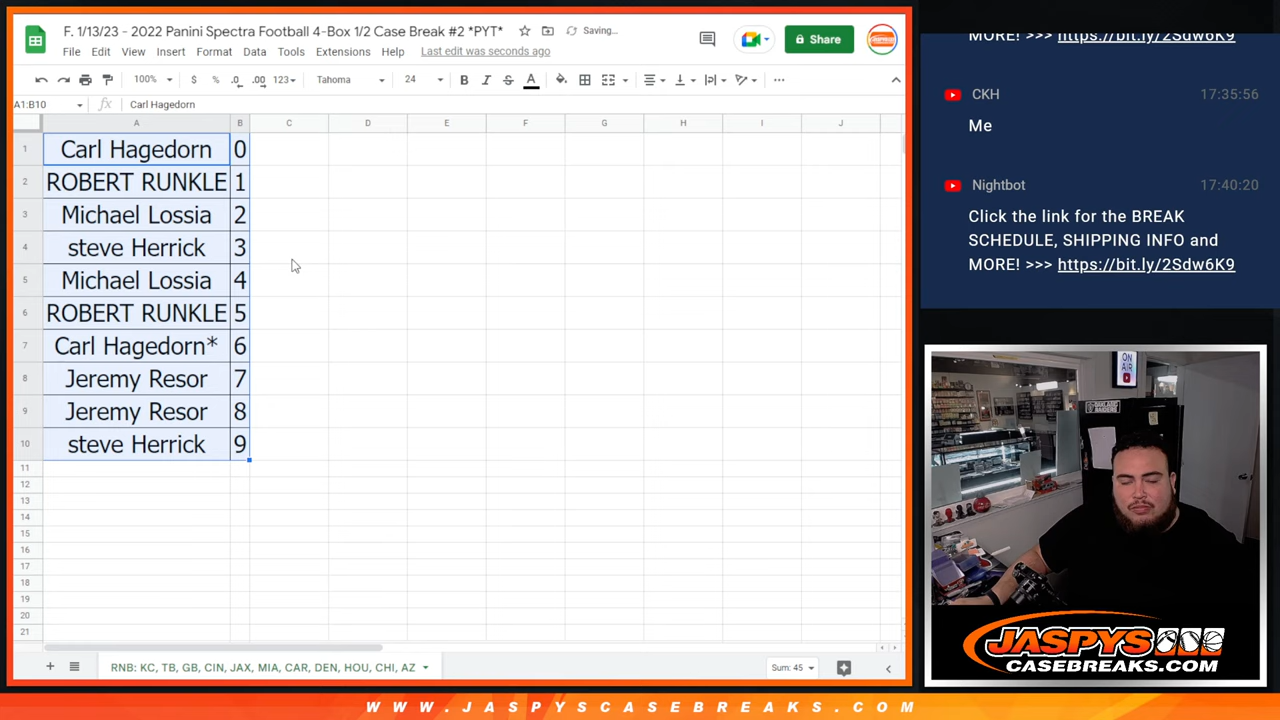 F. 1/13/23 - 2022 Panini Spectra Football 4-Box 1/2 Case Break #2 *PYT*
Saving...
File Edit View Insert Format Data Tools Extensions Help Last edit was seconds ago
Share
100% $ % .0 .00 123 Tahoma 24 B I S A
A1:B10 fx Carl Hagedorn
A B C D E F G H I J
1 Carl Hagedorn 0
2 ROBERT RUNKLE 1
3 Michael Lossia 2
4 steve Herrick 3
5 Michael Lossia 4
6 ROBERT RUNKLE 5
7 Carl Hagedorn* 6
8 Jeremy Resor 7
9 Jeremy Resor 8
10 steve Herrick 9
11
12
13
14
15
16
17
18
19
20
21
RNB: KC, TB, GB, CIN, JAX, MIA, CAR, DEN, HOU, CHI, AZ
Sum: 45
MORE! >>> https://bit.ly/2Sdw6K9
CKH 17:35:56
Me
Nightbot 17:40:20
Click the link for the BREAK
SCHEDULE, SHIPPING INFO and
MORE! >>> https://bit.ly/2Sdw6K9
ON
AIR
JASPYS
CASEBREAKS.COM
WWW.JASPYSCASEBREAKS.COM